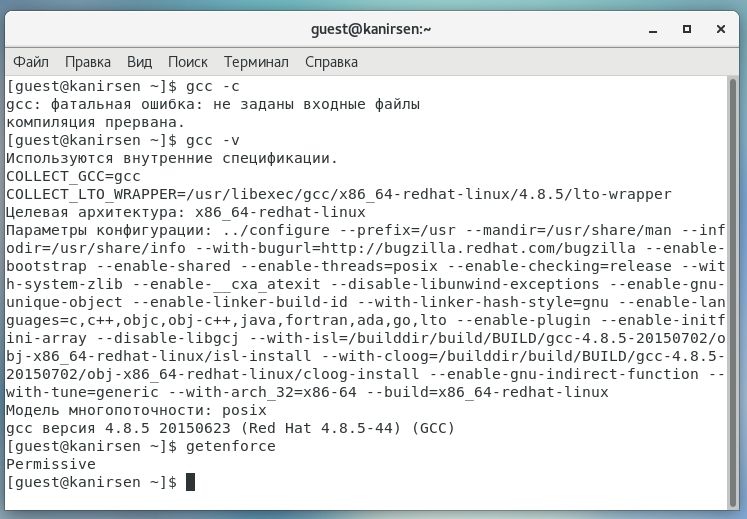 guest@kanirsen:~
Файл Правка Вид Поиск Терминал Справка
[guest@kanirsen ~]$ gcc -c
gcc: фатальная ошибка: не заданы входные файлы
компиляция прервана.
[guest@kanirsen ~]$ gcc -v
Используются внутренние спецификации.
COLLECT_GCC=gcc
COLLECT_LTO_WRAPPER=/usr/libexec/gcc/x86_64-redhat-linux/4.8.5/lto-wrapper
Целевая архитектура: x86_64-redhat-linux
Параметры конфигурации: ../configure --prefix=/usr --mandir=/usr/share/man --inf
odir=/usr/share/info --with-bugurl=http://bugzilla.redhat.com/bugzilla --enable-
bootstrap --enable-shared --enable-threads=posix --enable-checking=release --wit
h-system-zlib --enable-__cxa_atexit --disable-libunwind-exceptions --enable-gnu-
unique-object --enable-linker-build-id --with-linker-hash-style=gnu --enable-lan
guages=c,c++,objc,obj-c++,java,fortran,ada,go,lto --enable-plugin --enable-initf
ini-array --disable-libgcj --with-isl=/builddir/build/BUILD/gcc-4.8.5-20150702/o
bj-x86_64-redhat-linux/isl-install --with-cloog=/builddir/build/BUILD/gcc-4.8.5-
20150702/obj-x86_64-redhat-linux/cloog-install --enable-gnu-indirect-function --
with-tune=generic --with-arch_32=x86-64 --build=x86_64-redhat-linux
Модель многопоточности: posix
gcc версия 4.8.5 20150623 (Red Hat 4.8.5-44) (GCC)
[guest@kanirsen ~]$ getenforce
Permissive
[guest@kanirsen ~]$